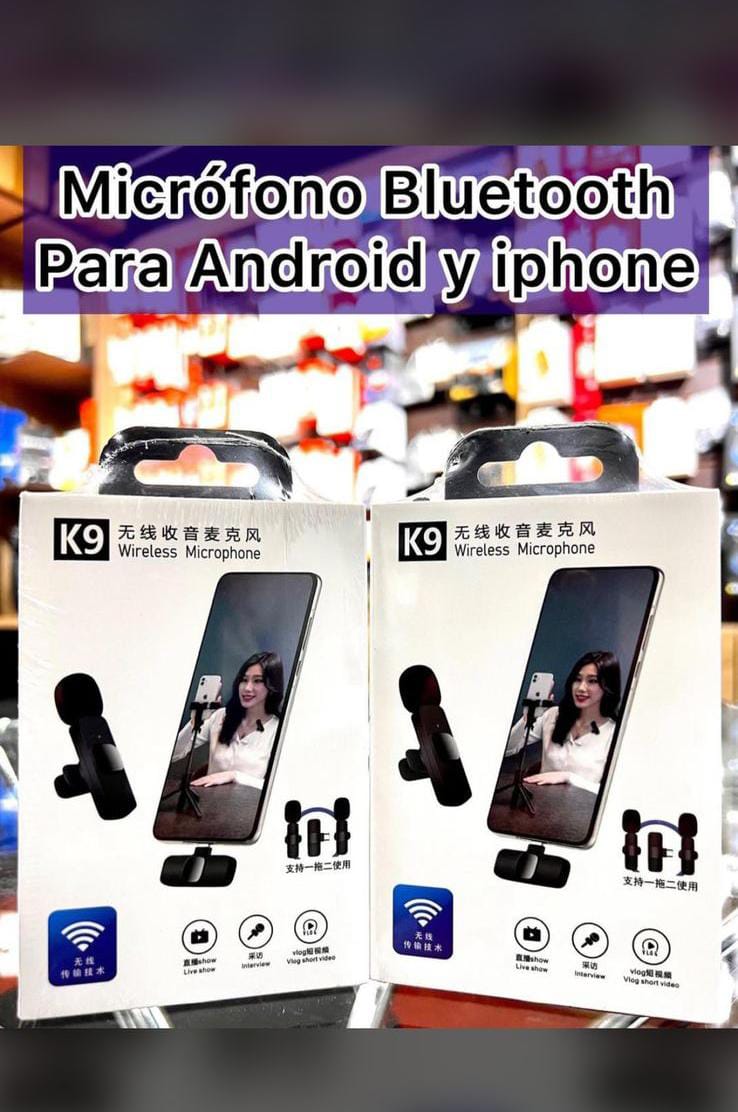 Micrófono Bluetooth
Para Android y iphone
K9 无线收音麦克风
Wireless Microphone
支持一拖二使用
无线
传输技术
直播show
Live show
采访
Interview
VLOG
vlog短视频
Vlog short video
K9 无线收音麦克风
Wireless Microphone
支持一拖二使用
无线
传输技术
直播show
Live show
采访
Interview
VLOG
vlog短视频
Vlog short video